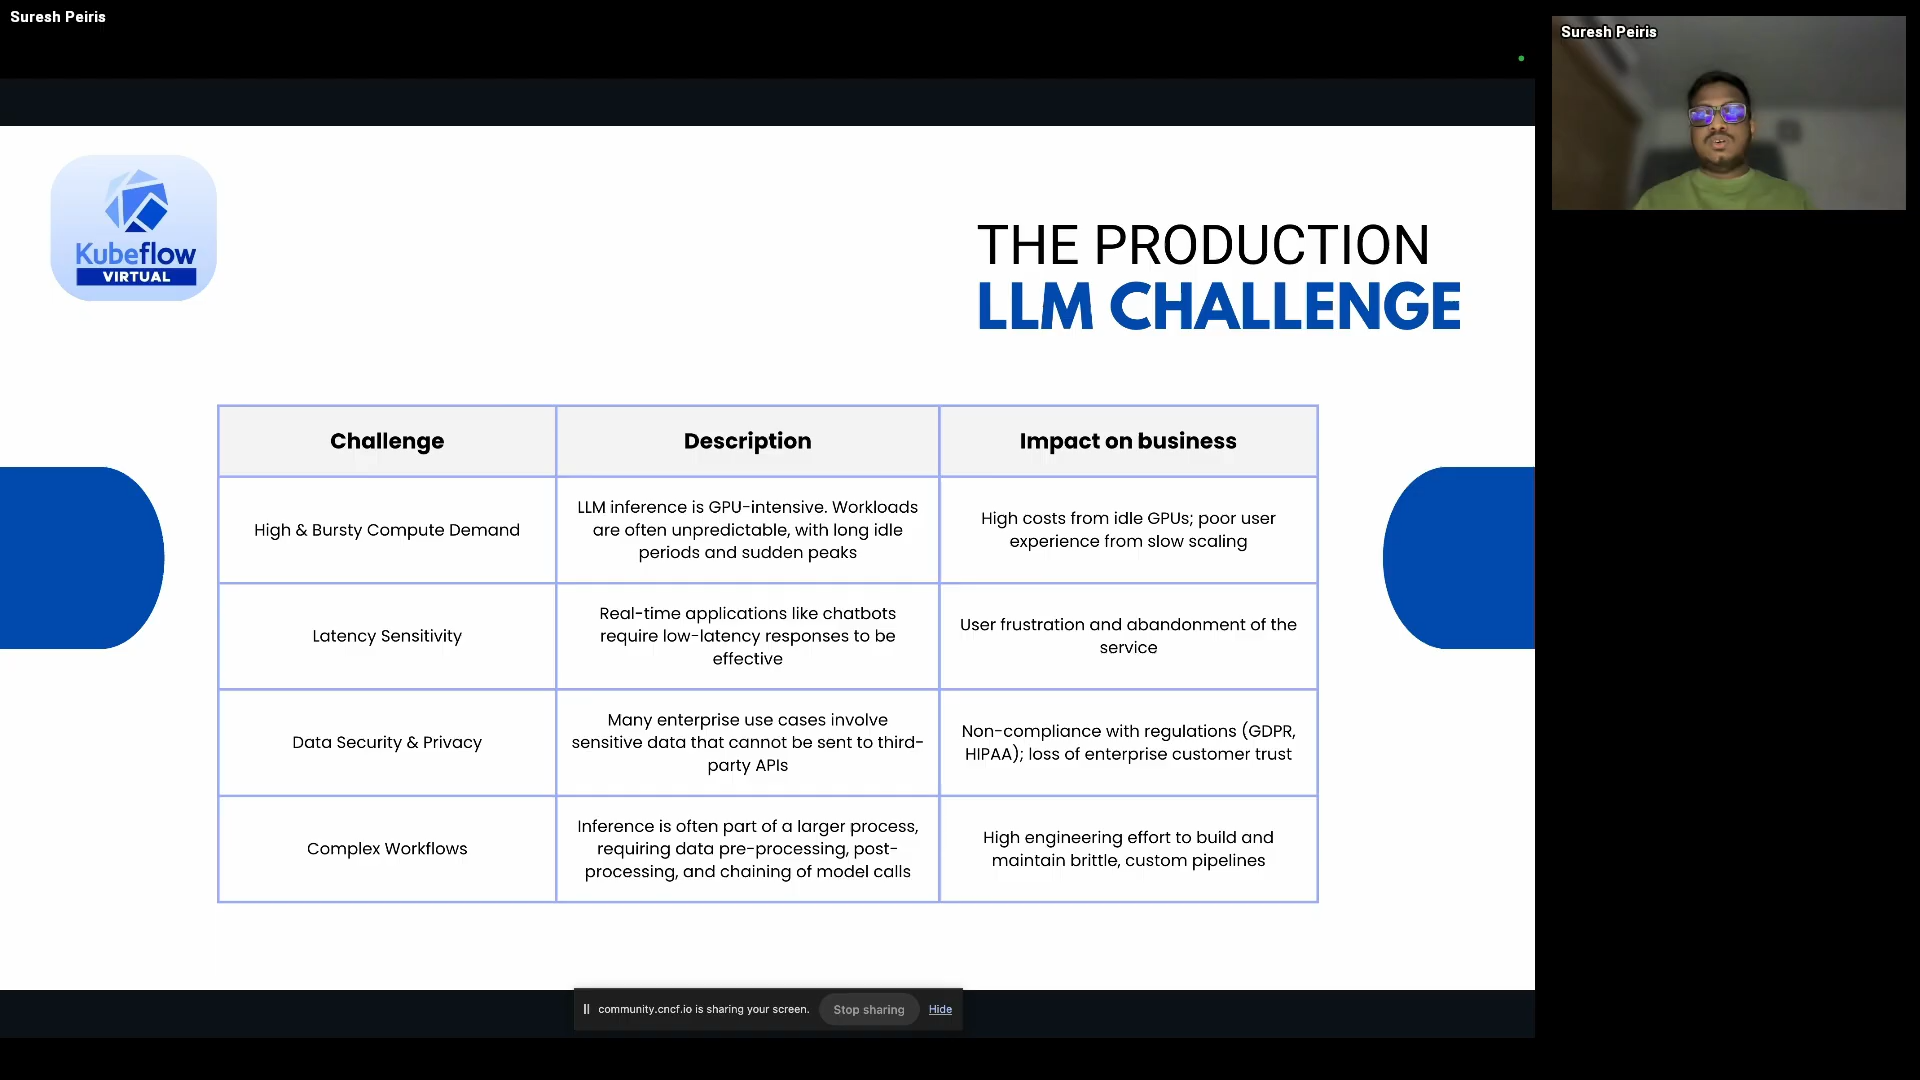 Suresh Peiris
Suresh Peiris
Kubeflow
VIRTUAL
THE PRODUCTION
LLM CHALLENGE
Challenge
Description
Impact on business
High & Bursty Compute Demand
LLM inference is GPU-intensive. Workloads
are often unpredictable, with long idle
periods and sudden peaks
High costs from idle GPUs; poor user
experience from slow scaling
Latency Sensitivity
Real-time applications like chatbots
require low-latency responses to be
effective
User frustration and abandonment of the
service
Data Security & Privacy
Many enterprise use cases involve
sensitive data that cannot be sent to third-
party APIs
Non-compliance with regulations (GDPR,
HIPAA); loss of enterprise customer trust
Complex Workflows
Inference is often part of a larger process,
requiring data pre-processing, post-
processing, and chaining of model calls
High engineering effort to build and
maintain brittle, custom pipelines
community.cncf.io is sharing your screen.
Stop sharing
Hide